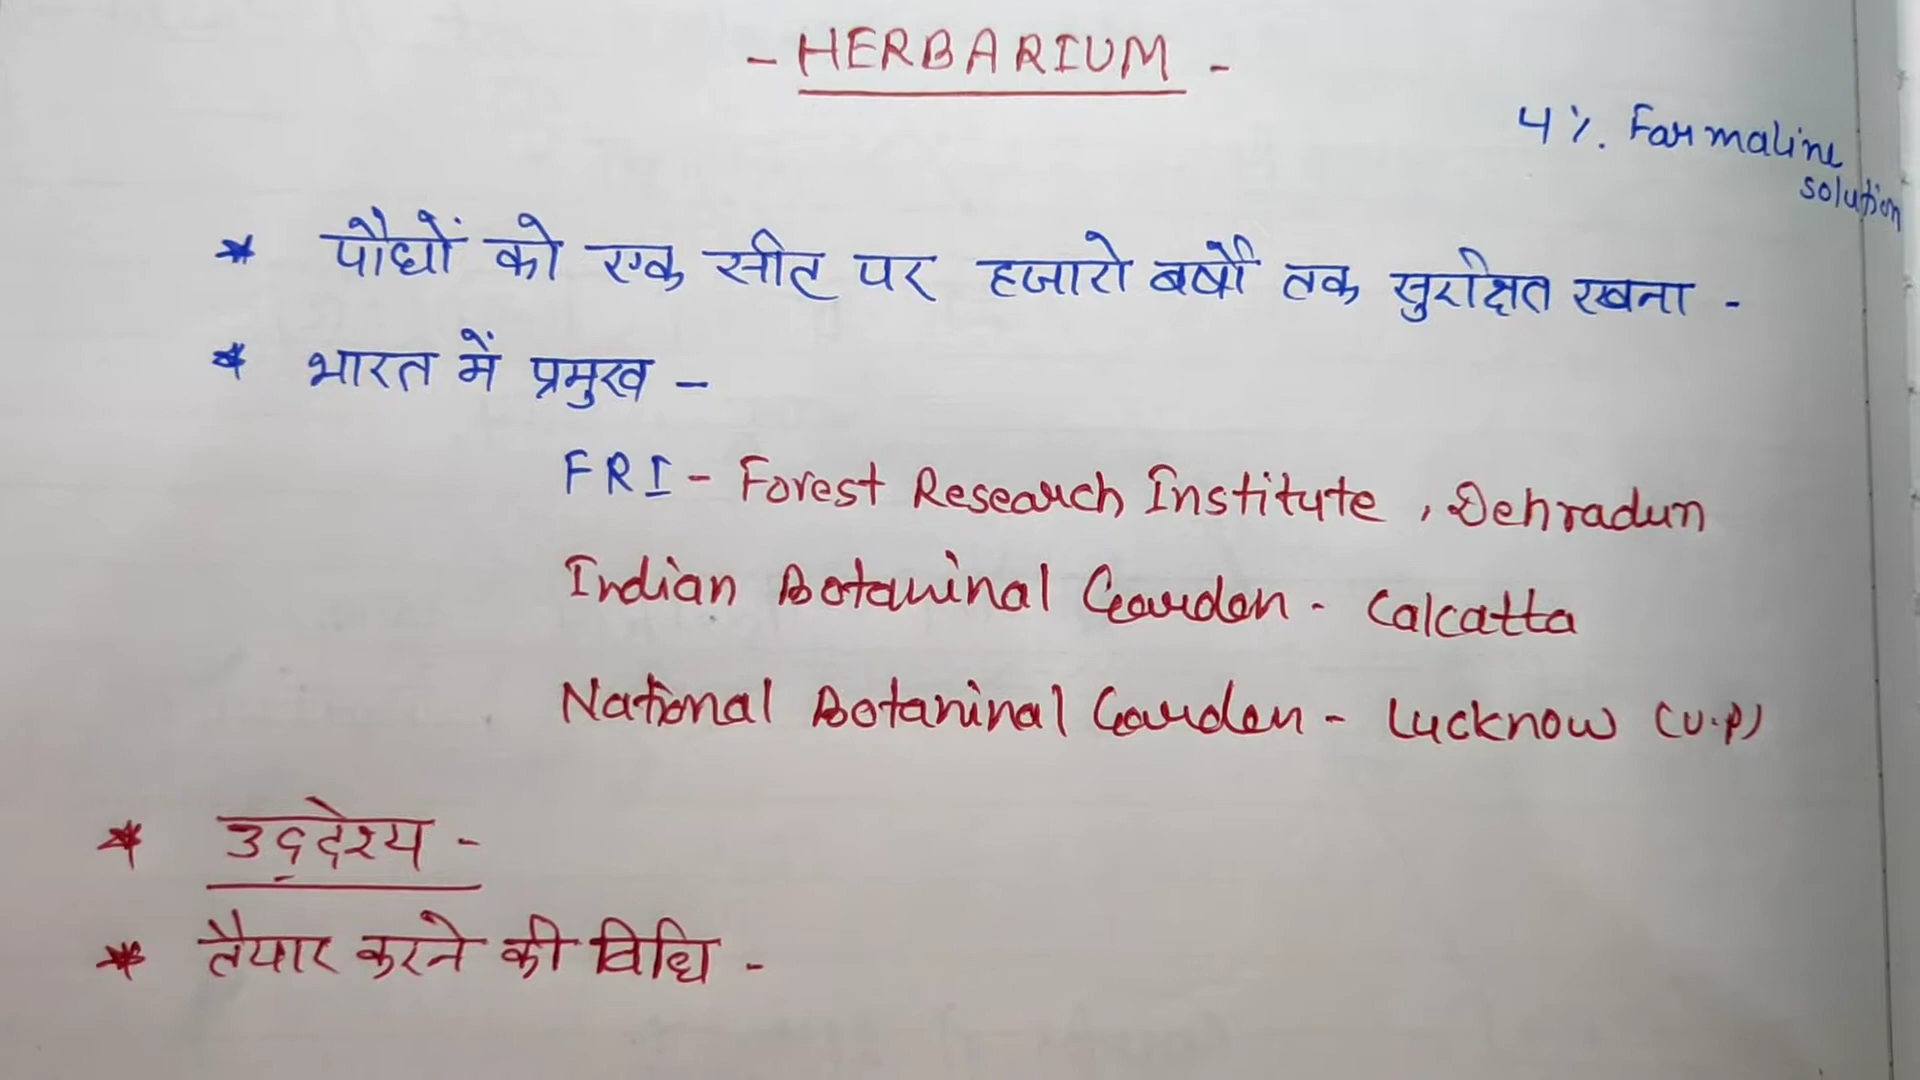 - HERBARIUM -
4%. Farmaline
solution
* पौधों को एक सीट पर हजारो बर्षो तक सुरक्षित रखना -
* भारत में प्रमुख -
FRI - Forest Research Institute, Dehradun
Indian Botaninal Garden - Calcatta
National Botaninal Garden - Lucknow (U.P)
* उद्देश्य -
* तैयार करने की विधि -